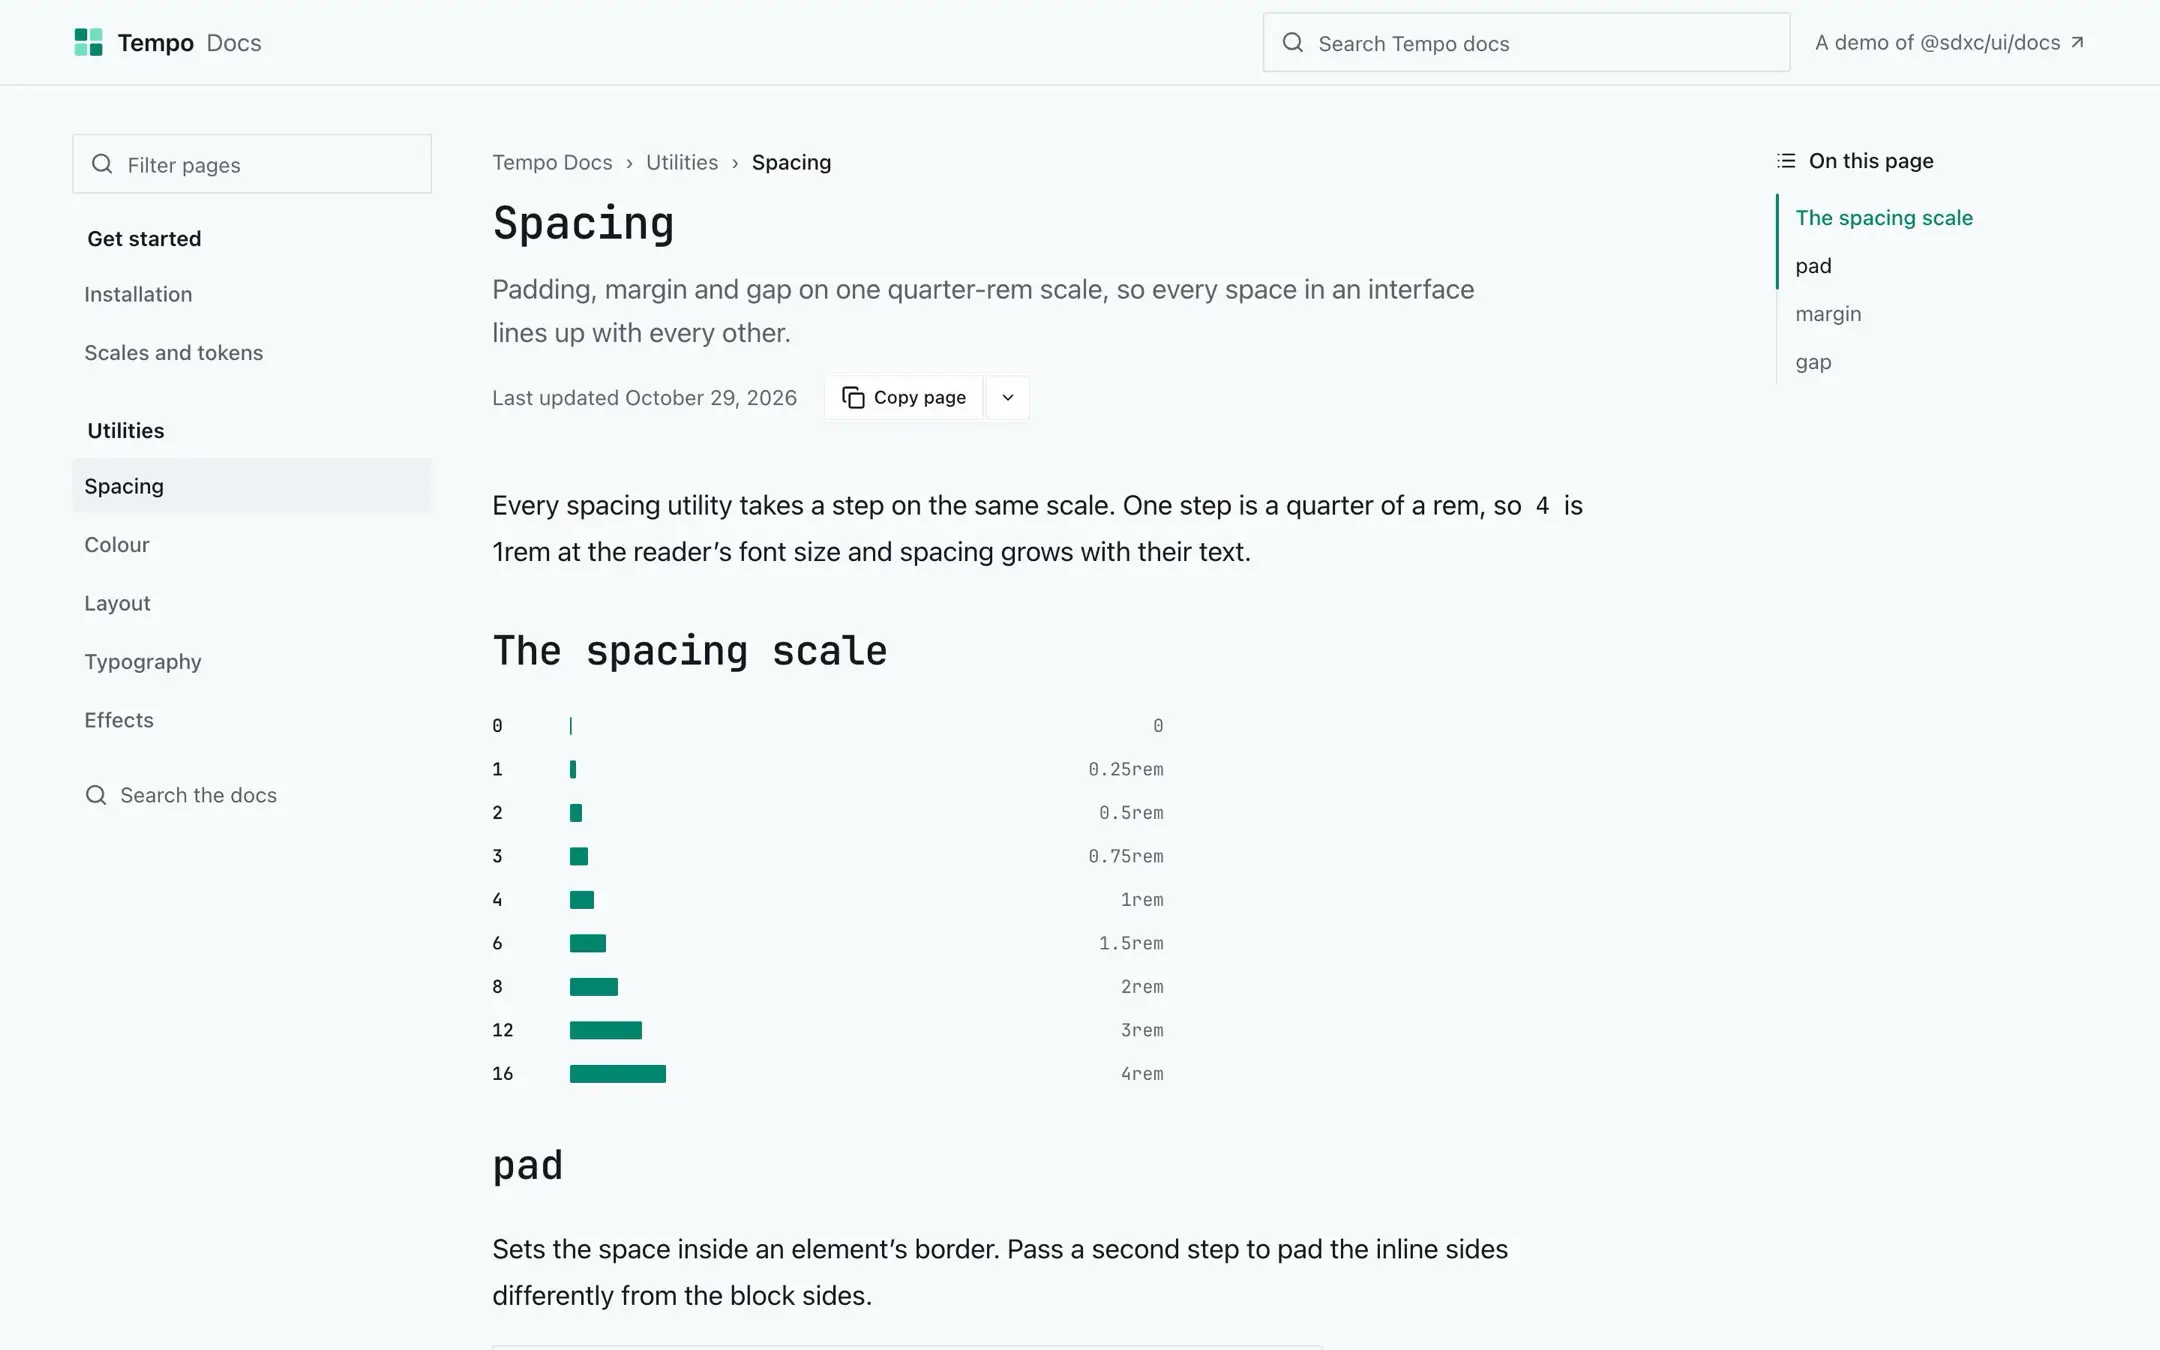 Tempo Docs
Search Tempo docs
A demo of @sdxc/ui/docs
Filter pages
Get started
Installation
Scales and tokens
Utilities
Spacing
Colour
Layout
Typography
Effects
Search the docs
Tempo Docs › Utilities › Spacing
Spacing
Padding, margin and gap on one quarter-rem scale, so every space in an interface
lines up with every other.
Last updated October 29, 2026
Copy page
Every spacing utility takes a step on the same scale. One step is a quarter of a rem, so 4 is
1rem at the reader’s font size and spacing grows with their text.
The spacing scale
0 0
1 0.25rem
2 0.5rem
3 0.75rem
4 1rem
6 1.5rem
8 2rem
12 3rem
16 4rem
pad
Sets the space inside an element’s border. Pass a second step to pad the inline sides
differently from the block sides.
On this page
The spacing scale
pad
margin
gap